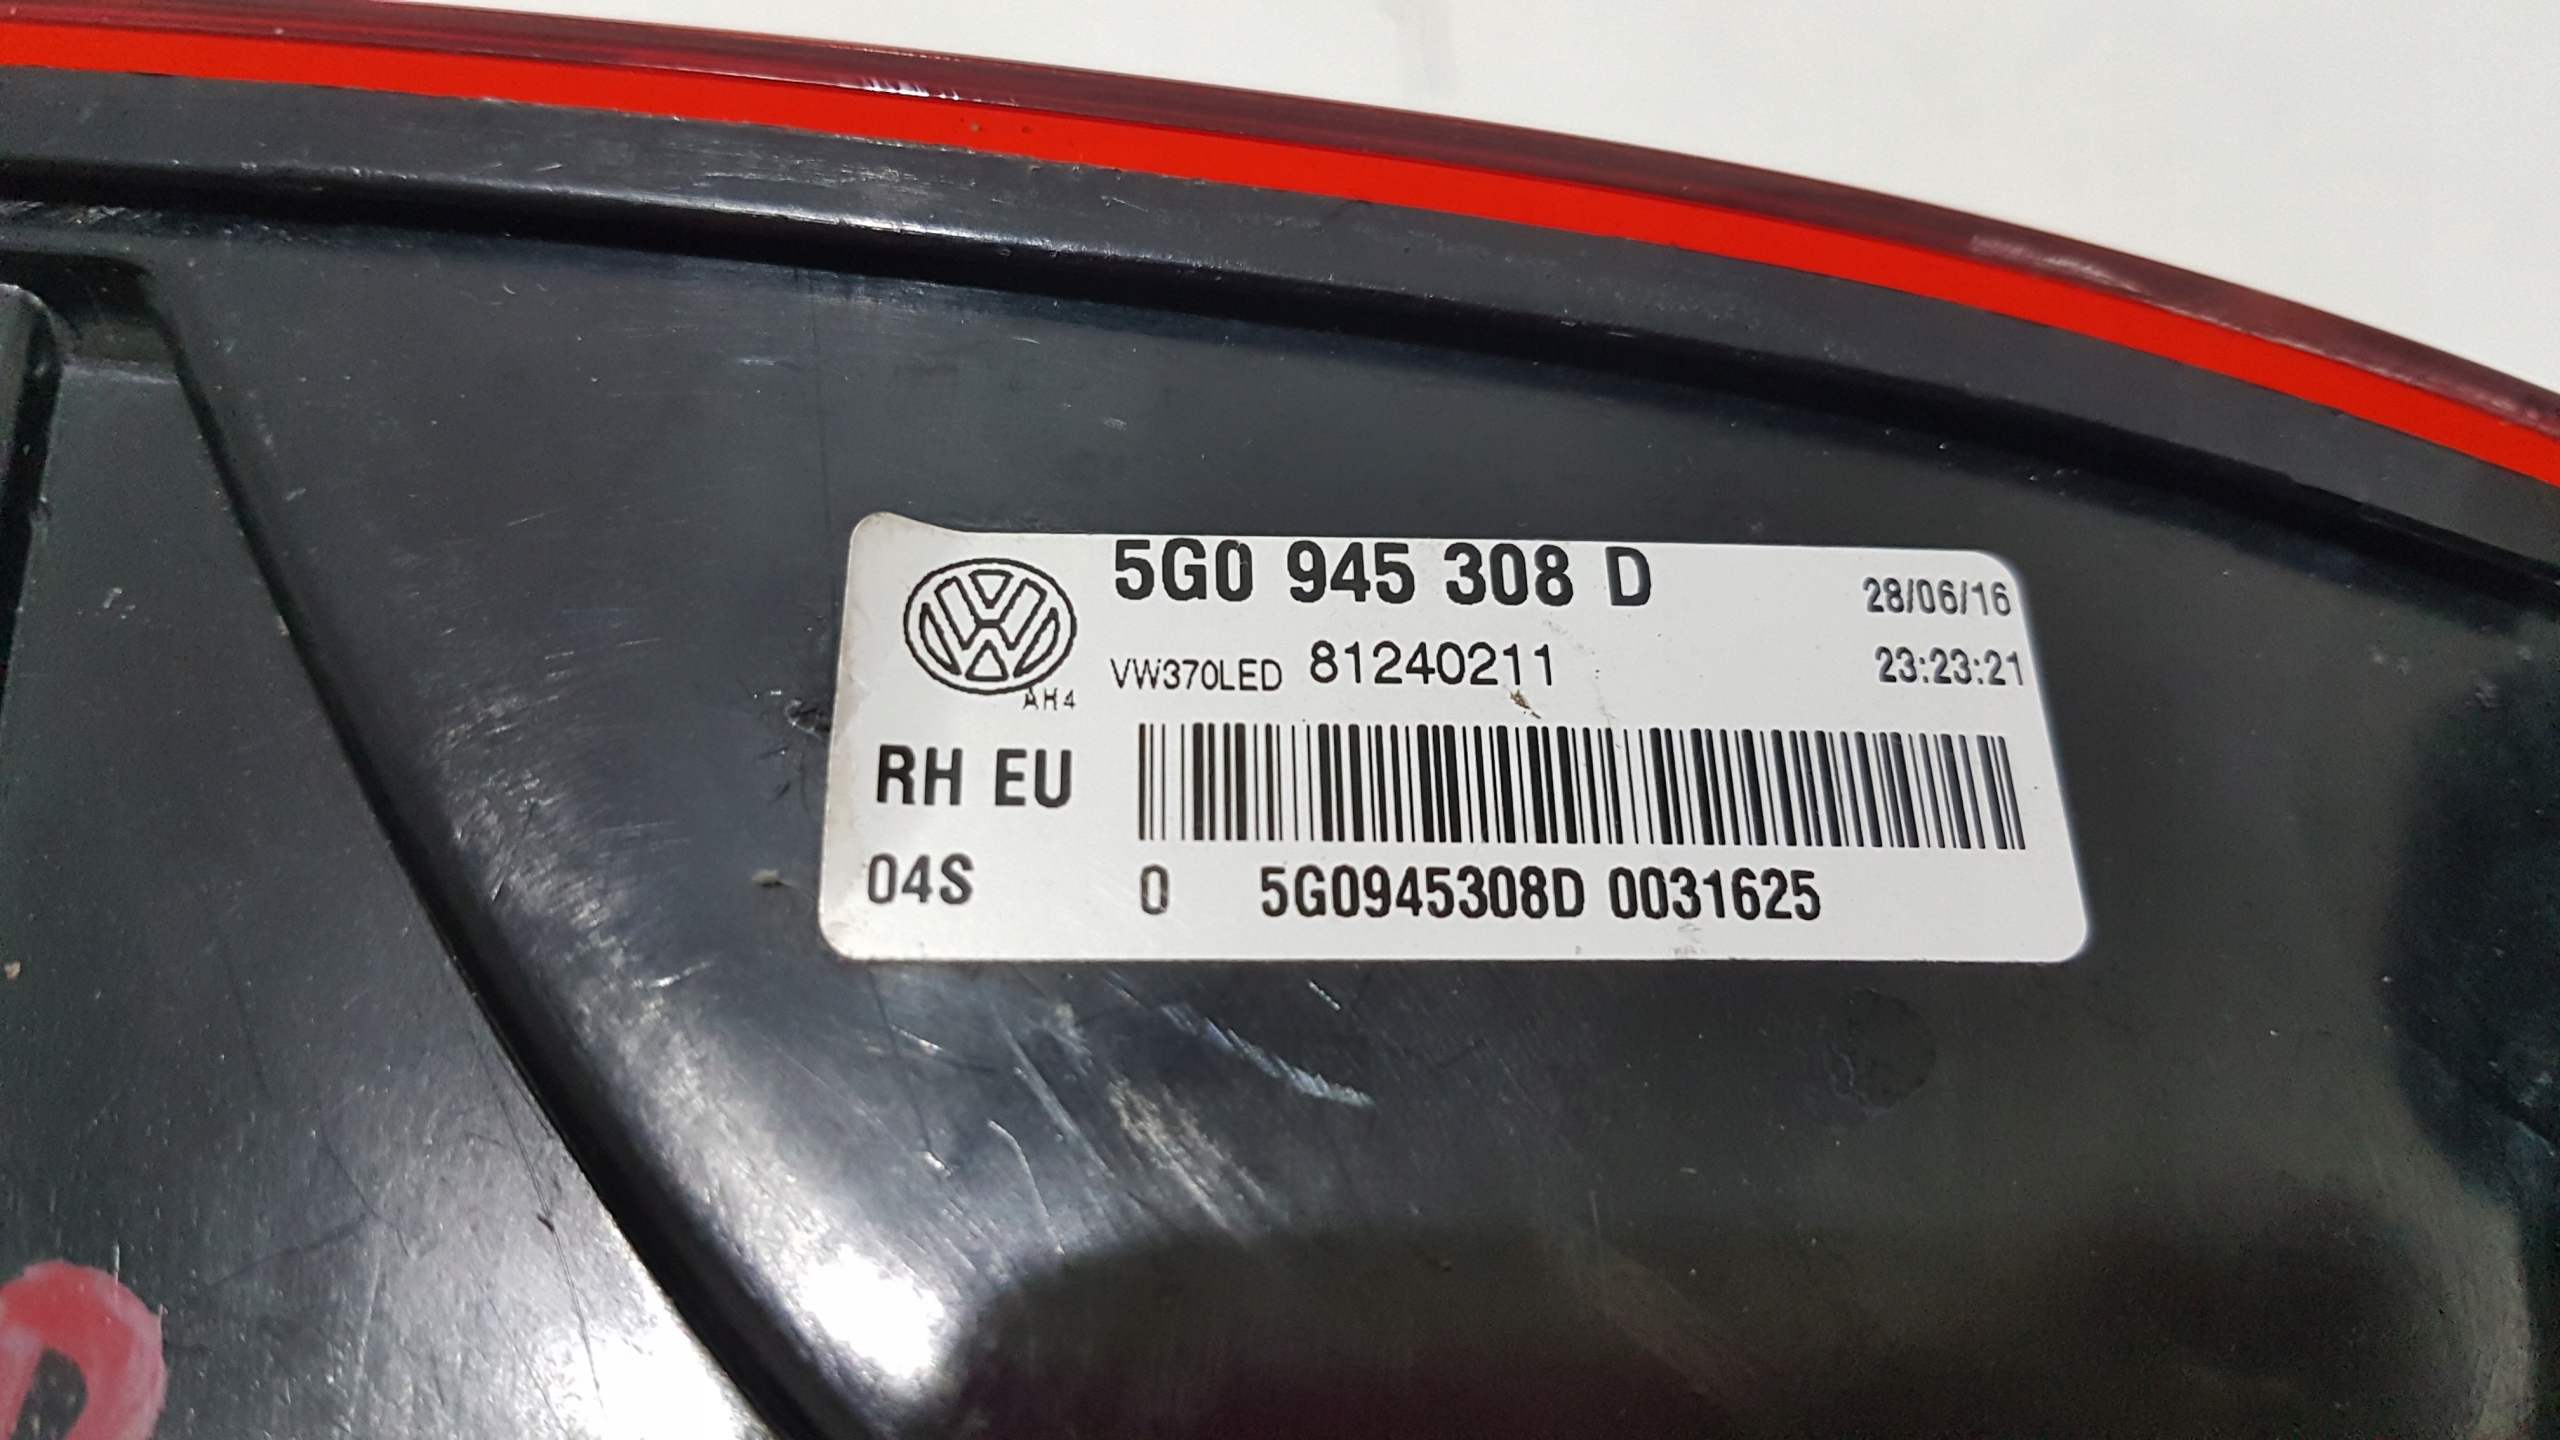 5G0 945 308 D
28/06/16
VW370LED 81240211
23:23:21
AH4
RH EU
04S
0 5G0945308D 0031625